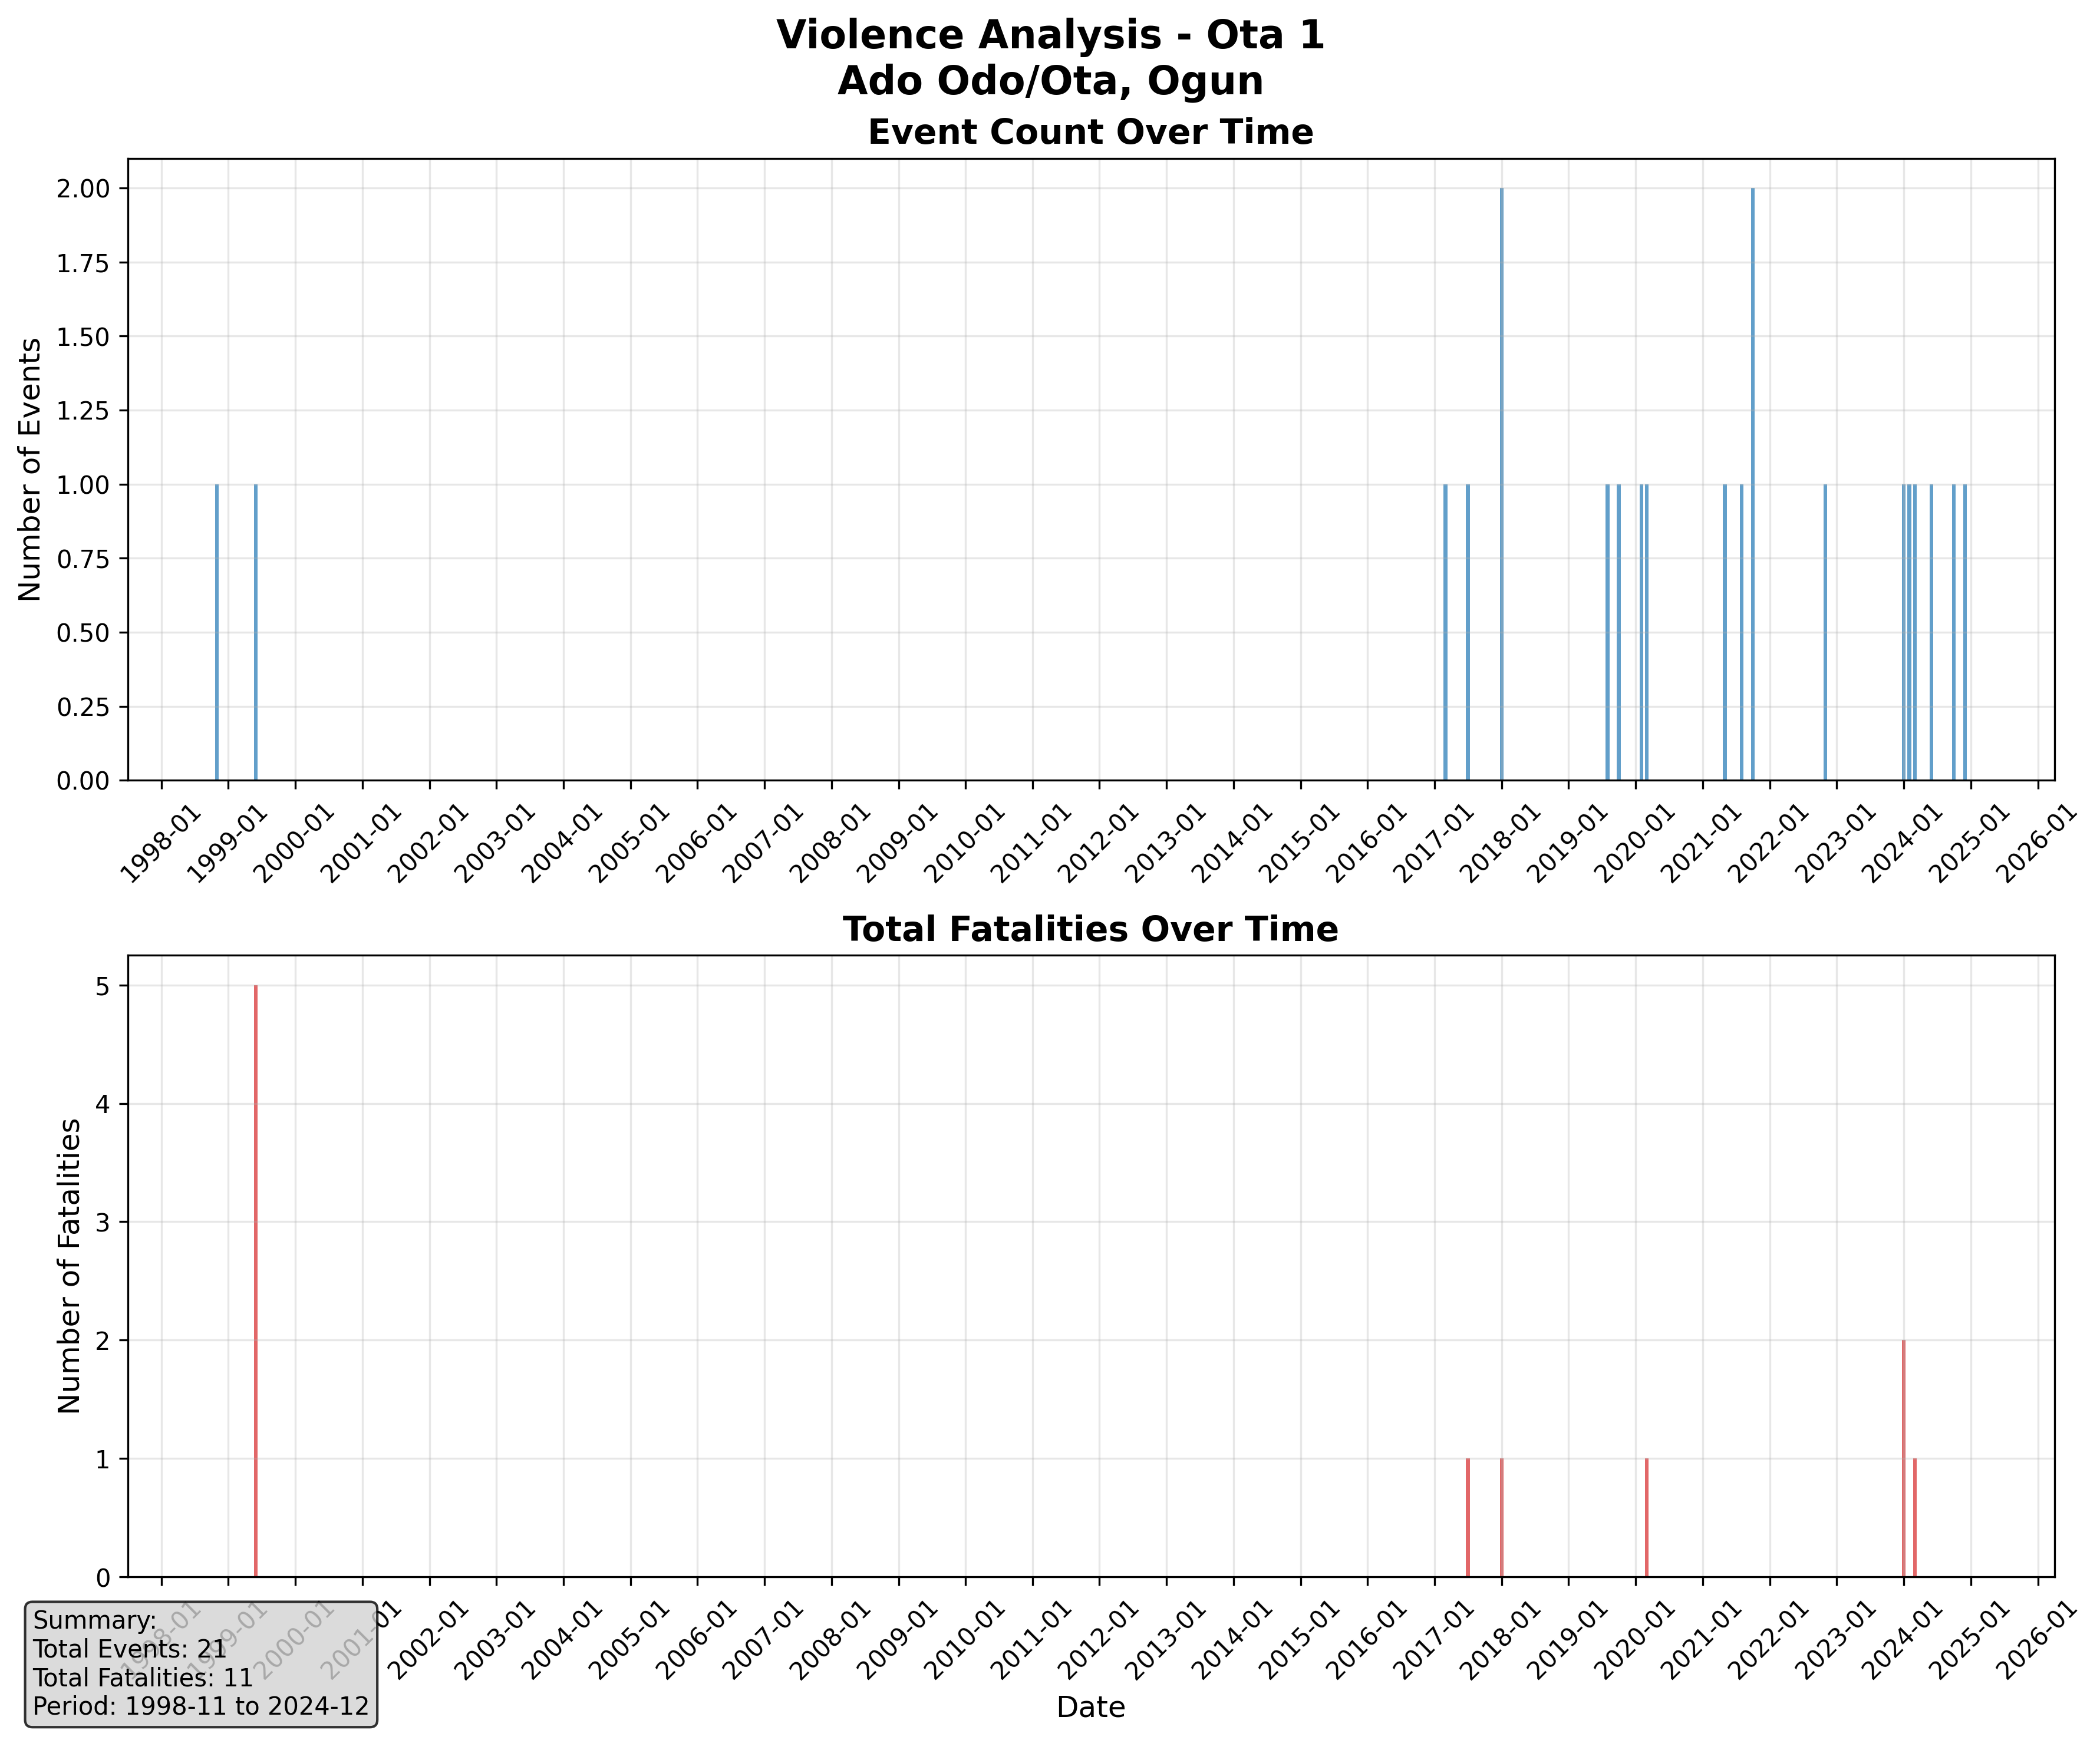 Violence Analysis - Ota 1
Ado Odo/Ota, Ogun
Event Count Over Time
Number of Events
2.00
1.75
1.50
1.25
1.00
0.75
0.50
0.25
0.00
1998-01 1999-01 2000-01 2001-01 2002-01 2003-01 2004-01 2005-01 2006-01 2007-01 2008-01 2009-01 2010-01 2011-01 2012-01 2013-01 2014-01 2015-01 2016-01 2017-01 2018-01 2019-01 2020-01 2021-01 2022-01 2023-01 2024-01 2025-01 2026-01
Total Fatalities Over Time
Number of Fatalities
5
4
3
2
1
0
1998-01 1999-01 2000-01 2001-01 2002-01 2003-01 2004-01 2005-01 2006-01 2007-01 2008-01 2009-01 2010-01 2011-01 2012-01 2013-01 2014-01 2015-01 2016-01 2017-01 2018-01 2019-01 2020-01 2021-01 2022-01 2023-01 2024-01 2025-01 2026-01
Date
Summary:
Total Events: 21
Total Fatalities: 11
Period: 1998-11 to 2024-12